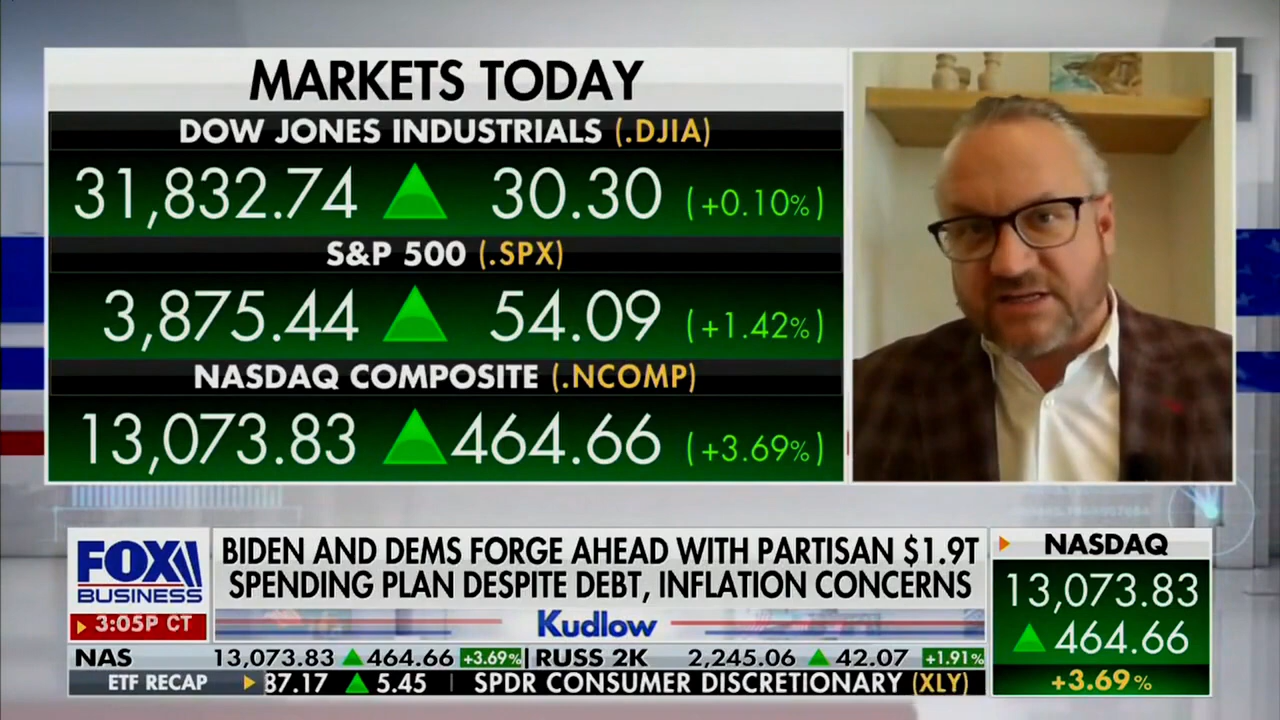 MARKETS TODAY
DOW JONES INDUSTRIALS (.DJIA)
31,832.74 ▲ 30.30 (+0.10%)
S&P 500 (.SPX)
3,875.44 ▲ 54.09 (+1.42%)
NASDAQ COMPOSITE (.NCOMP)
13,073.83 ▲ 464.66 (+3.69%)
FOX
BUSINESS
3:05P CT
BIDEN AND DEMS FORGE AHEAD WITH PARTISAN $1.9T
SPENDING PLAN DESPITE DEBT, INFLATION CONCERNS
Kudlow
NASDAQ
13,073.83
▲ 464.66
+3.69%
NAS 13,073.83 ▲ 464.66 +3.69% RUSS 2K 2,245.06 ▲ 42.07 +1.91%
ETF RECAP 87.17 ▲ 5.45 | SPDR CONSUMER DISCRETIONARY (XLY)